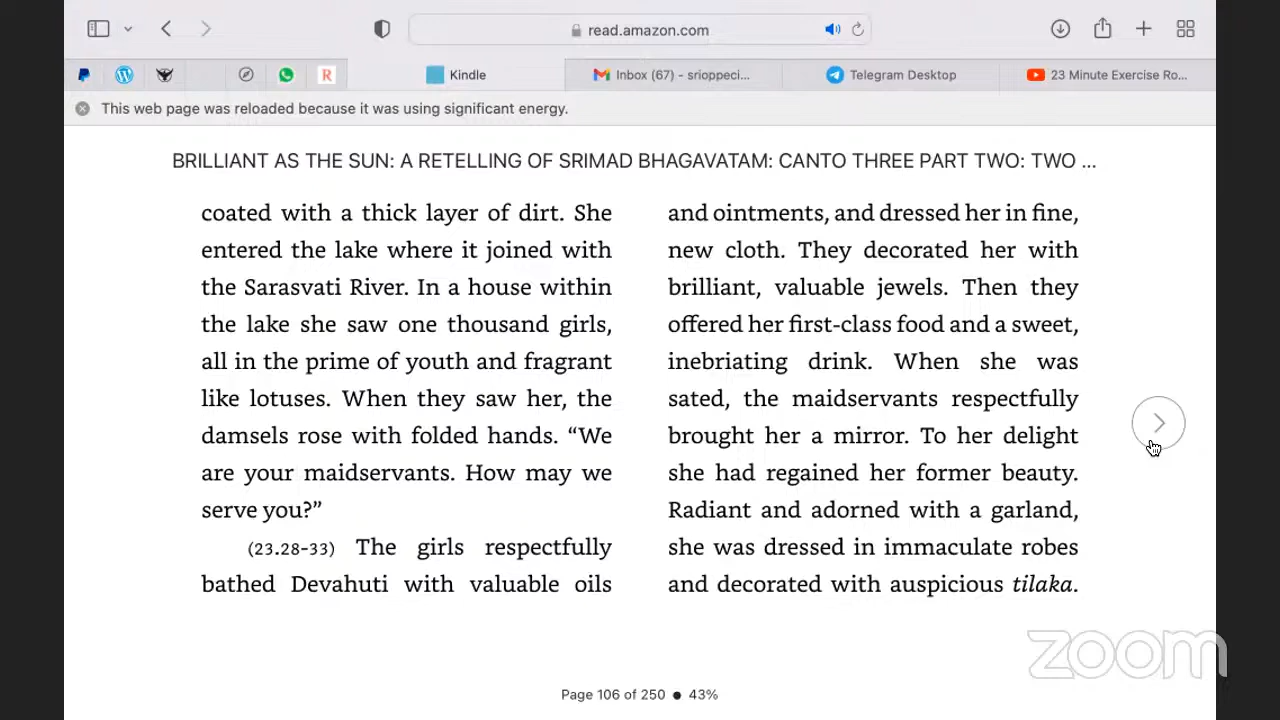 read.amazon.com
R
Kindle
Inbox (67) - srioppeci...
Telegram Desktop
23 Minute Exercise Ro...
This web page was reloaded because it was using significant energy.
BRILLIANT AS THE SUN: A RETELLING OF SRIMAD BHAGAVATAM: CANTO THREE PART TWO: TWO ...
coated with a thick layer of dirt. She
entered the lake where it joined with
the Sarasvati River. In a house within
the lake she saw one thousand girls,
all in the prime of youth and fragrant
like lotuses. When they saw her, the
damsels rose with folded hands. “We
are your maidservants. How may we
serve you?”
(23.28-33) The girls respectfully
bathed Devahuti with valuable oils
and ointments, and dressed her in fine,
new cloth. They decorated her with
brilliant, valuable jewels. Then they
offered her first-class food and a sweet,
inebriating drink. When she was
sated, the maidservants respectfully
brought her a mirror. To her delight
she had regained her former beauty.
Radiant and adorned with a garland,
she was dressed in immaculate robes
and decorated with auspicious tilaka.
zoom
Page 106 of 250 ● 43%